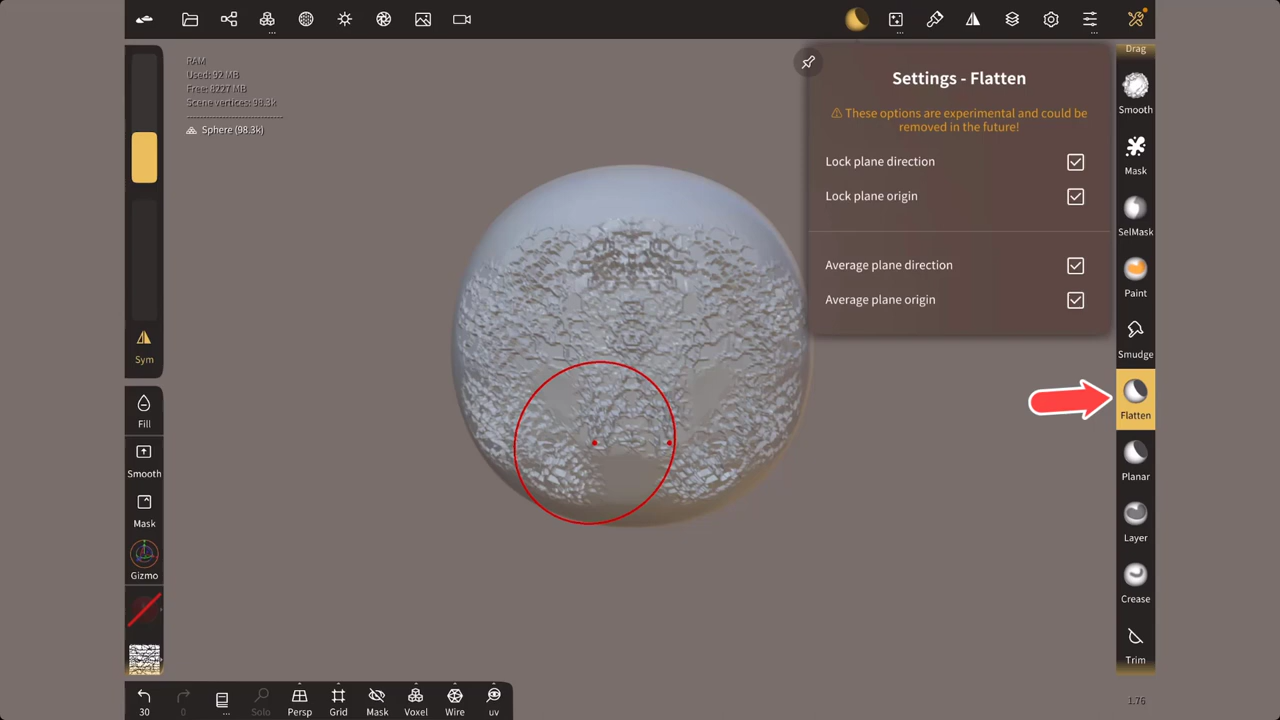 RAM
Used: 92 MB
Free: 8227 MB
Scene vertices: 98.3k
Sphere (98.3k)
Settings - Flatten
These options are experimental and could be
removed in the future!
Lock plane direction
Lock plane origin
Average plane direction
Average plane origin
Drag
Smooth
Mask
SelMask
Paint
Smudge
Flatten
Planar
Layer
Crease
Trim
Sym
Fill
Smooth
Mask
Gizmo
30
0
...
Solo
Persp
Grid
Mask
Voxel
Wire
uv
1.76